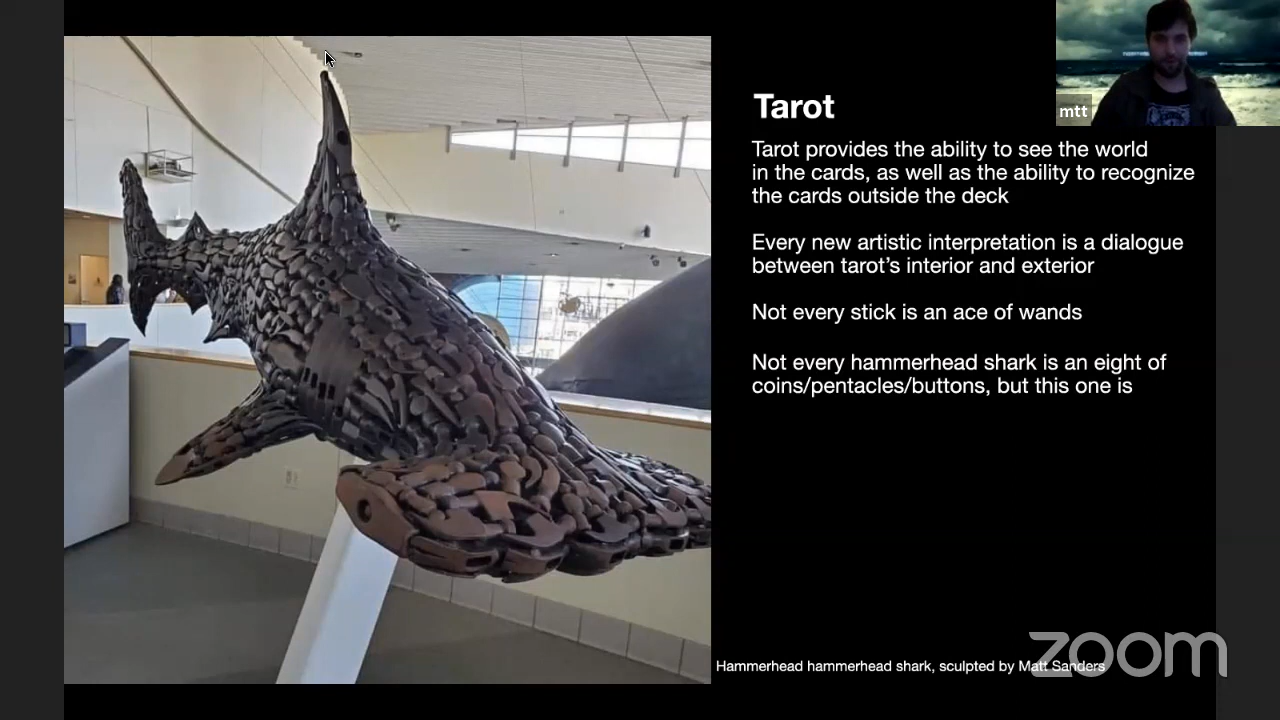 mtt
Tarot
Tarot provides the ability to see the world
in the cards, as well as the ability to recognize
the cards outside the deck
Every new artistic interpretation is a dialogue
between tarot’s interior and exterior
Not every stick is an ace of wands
Not every hammerhead shark is an eight of
coins/pentacles/buttons, but this one is
Hammerhead hammerhead shark, sculpted by Matt Sanders
zoom